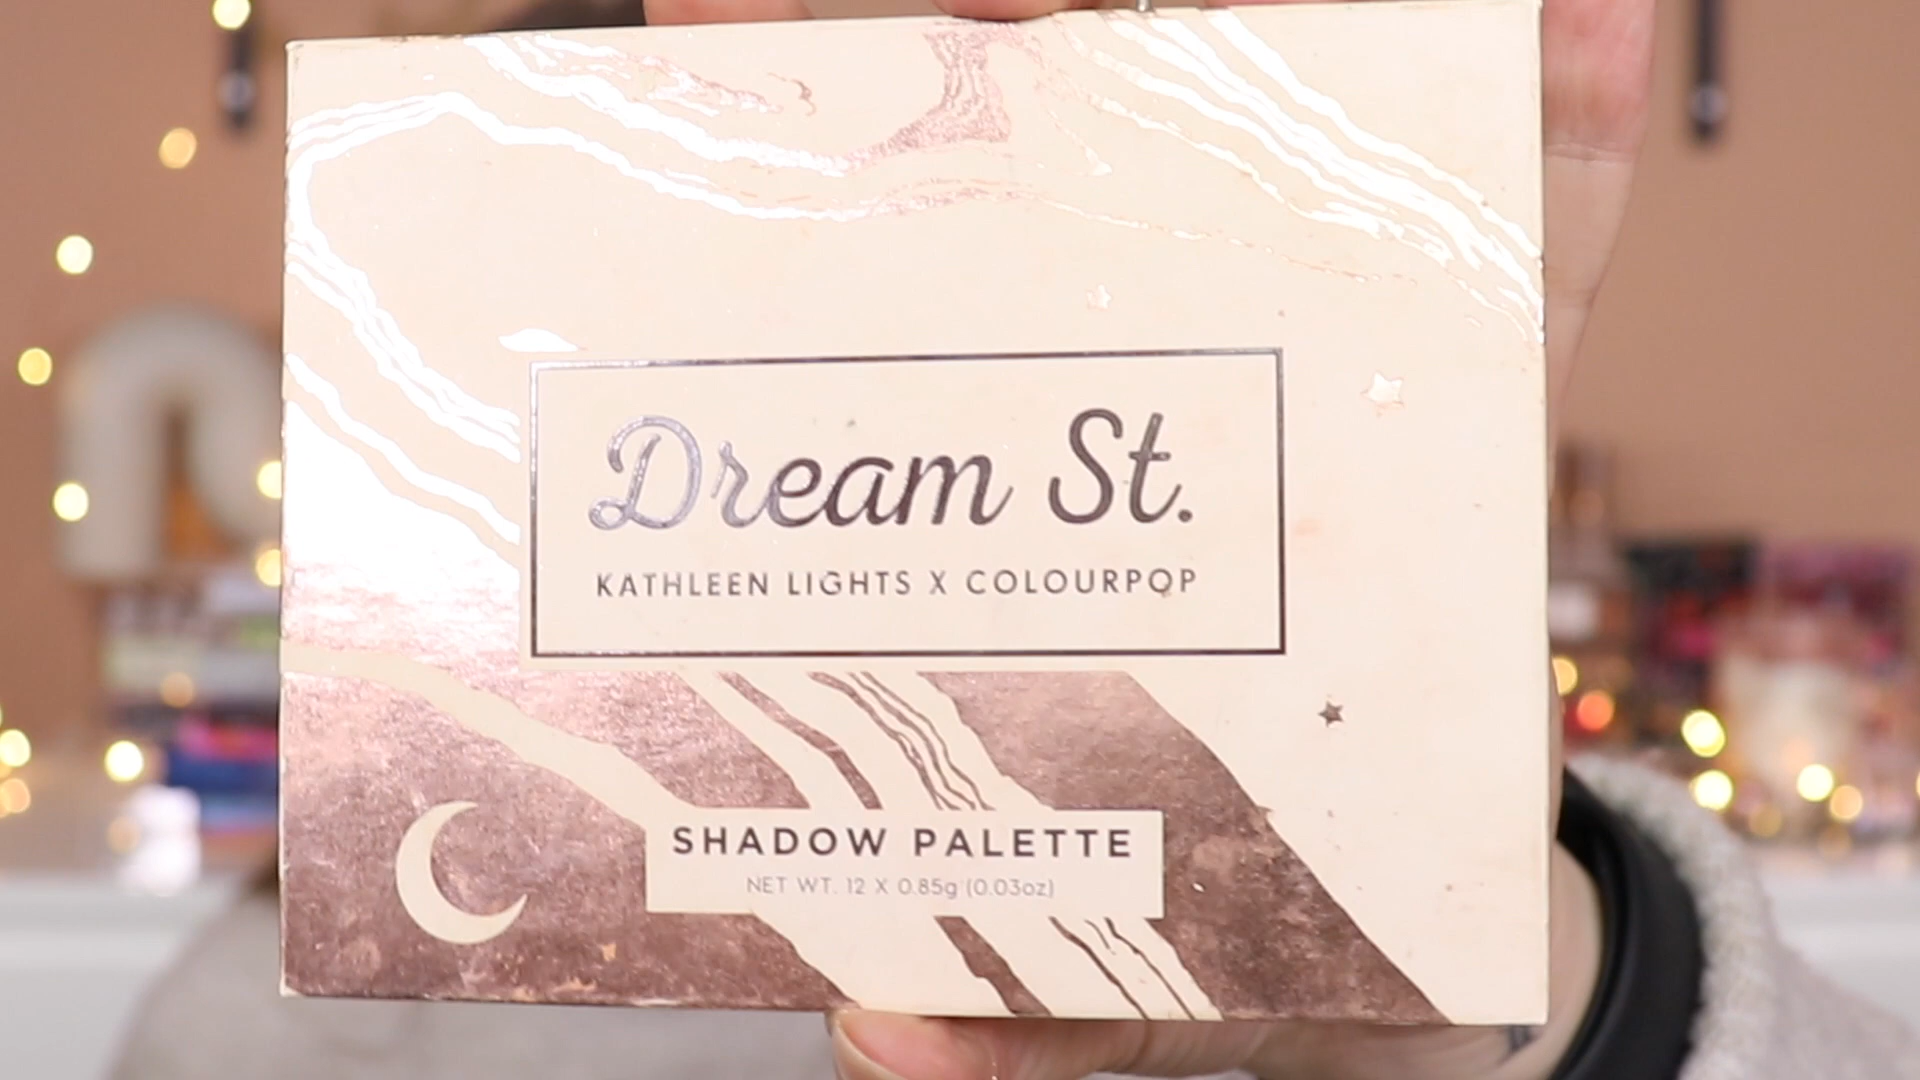 Dream St.
KATHLEEN LIGHTS X COLOURPOP
SHADOW PALETTE
NET WT. 12 X 0.85g (0.03oz)